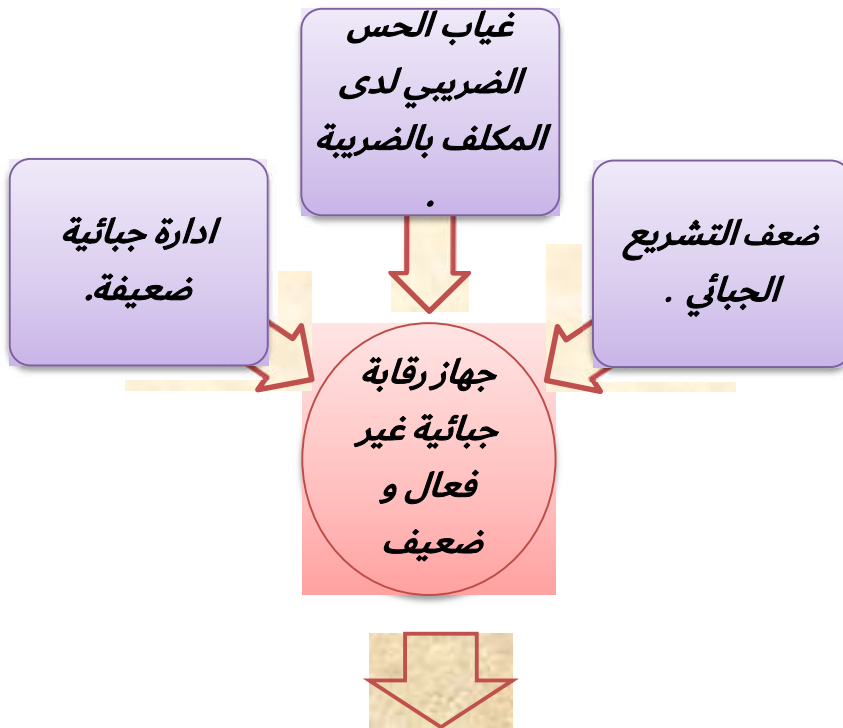 غياب الحس
الضريبي لدى
المكلف بالضريبة
.
ضعف التشريع
الجبائي .
ادارة جبائية
ضعيفة.
جهاز رقابة
جبائية غير
فعال و
ضعيف